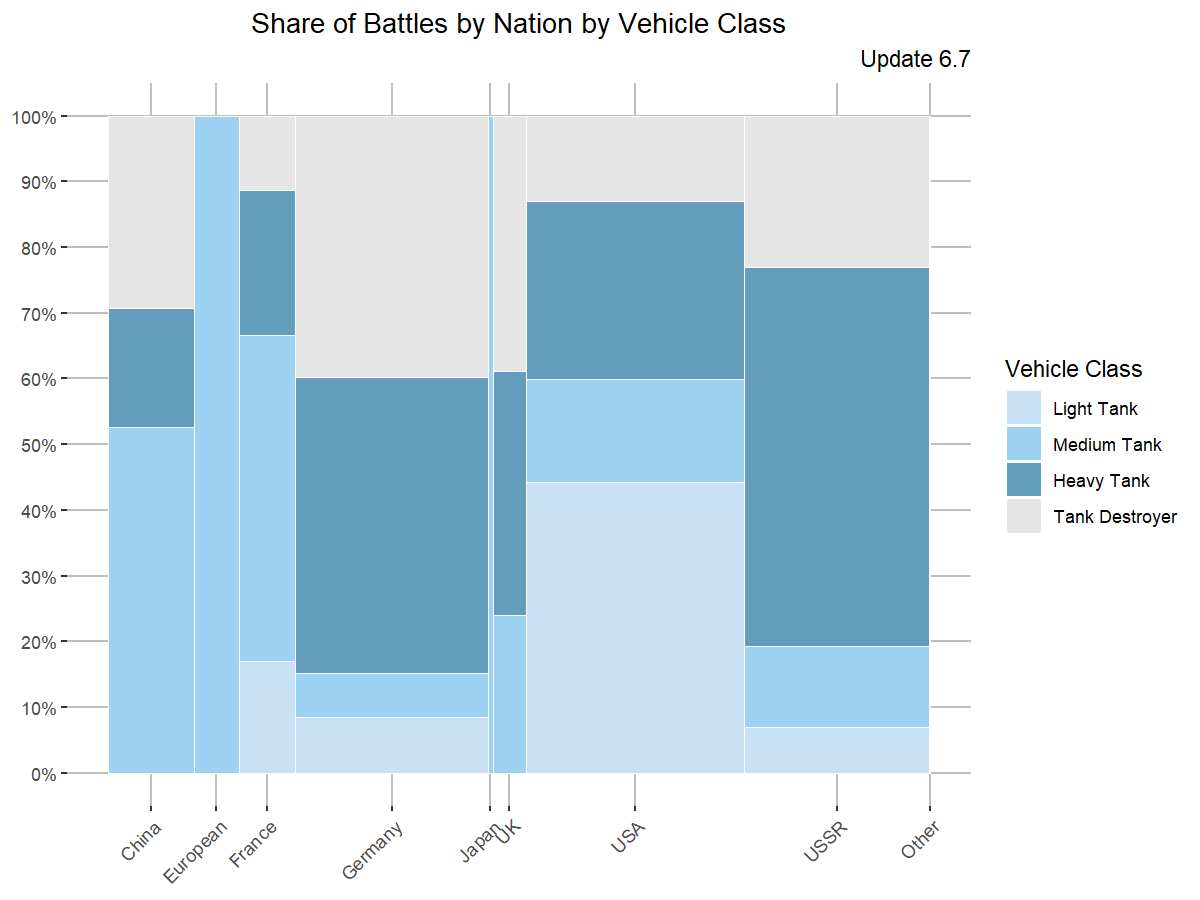 Share of Battles by Nation by Vehicle Class
Update 6.7
100%
90%
80%
70%
60%
50%
40%
30%
20%
10%
0%
China
European
France
Germany
Japan
UK
USA
USSR
Other
Vehicle Class
Light Tank
Medium Tank
Heavy Tank
Tank Destroyer